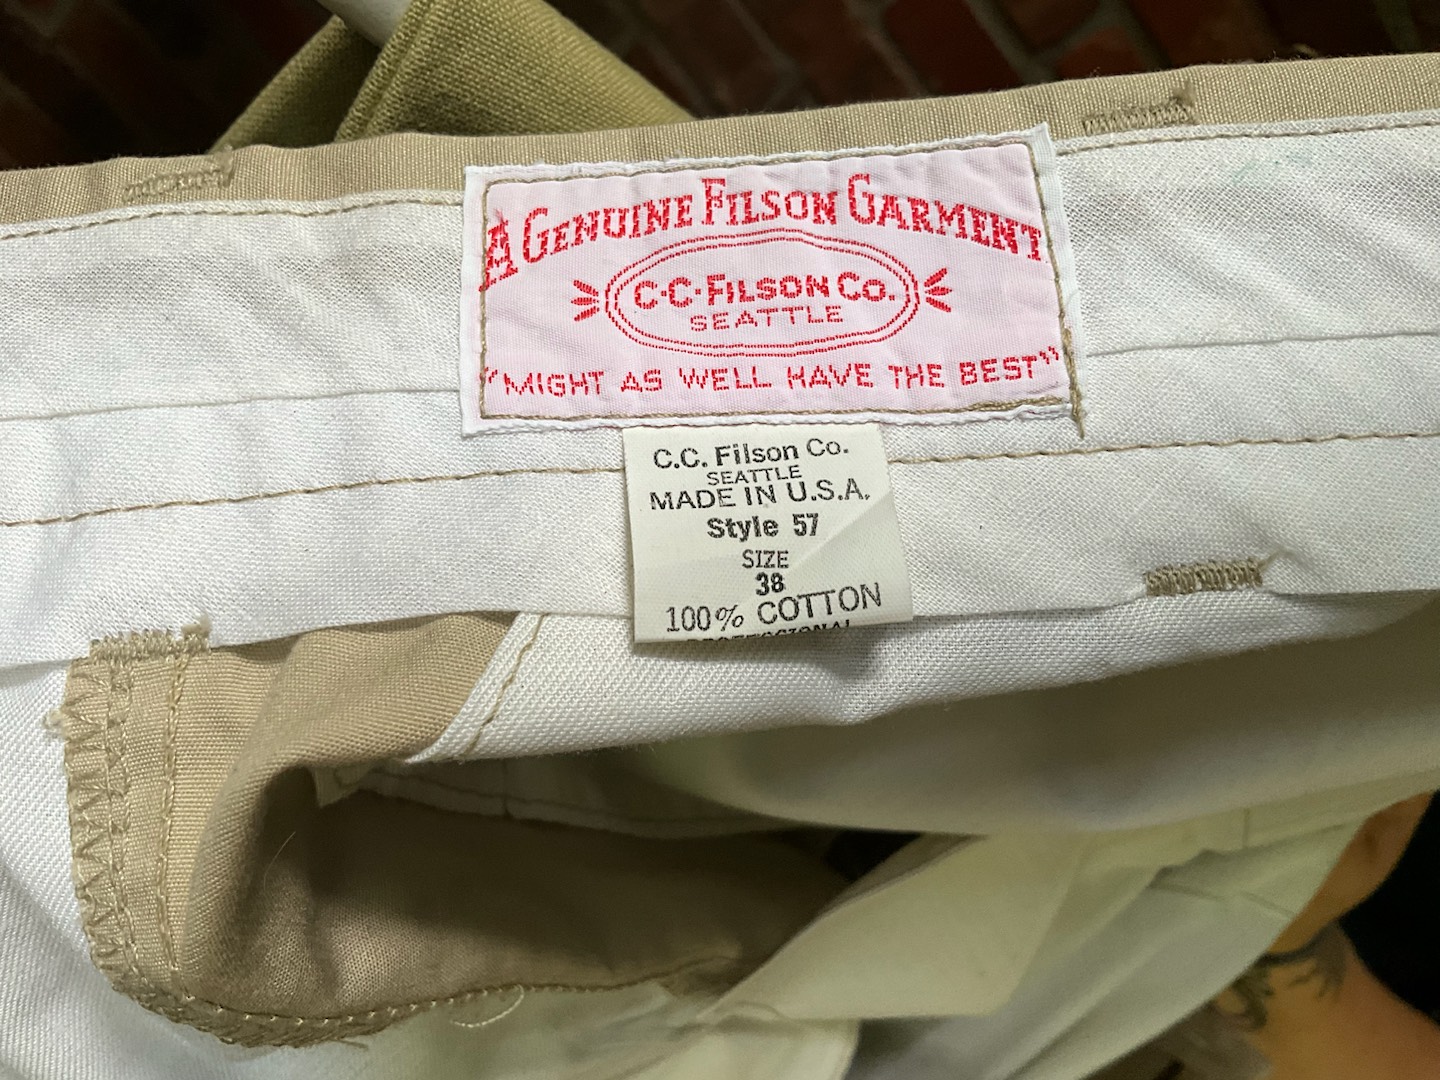 A GENUINE FILSON GARMENT
C·C·FILSON CO.
SEATTLE
"MIGHT AS WELL HAVE THE BEST"
C.C. Filson Co.
SEATTLE
MADE IN U.S.A.
Style 57
SIZE
38
100% COTTON
PROFESSIONAL